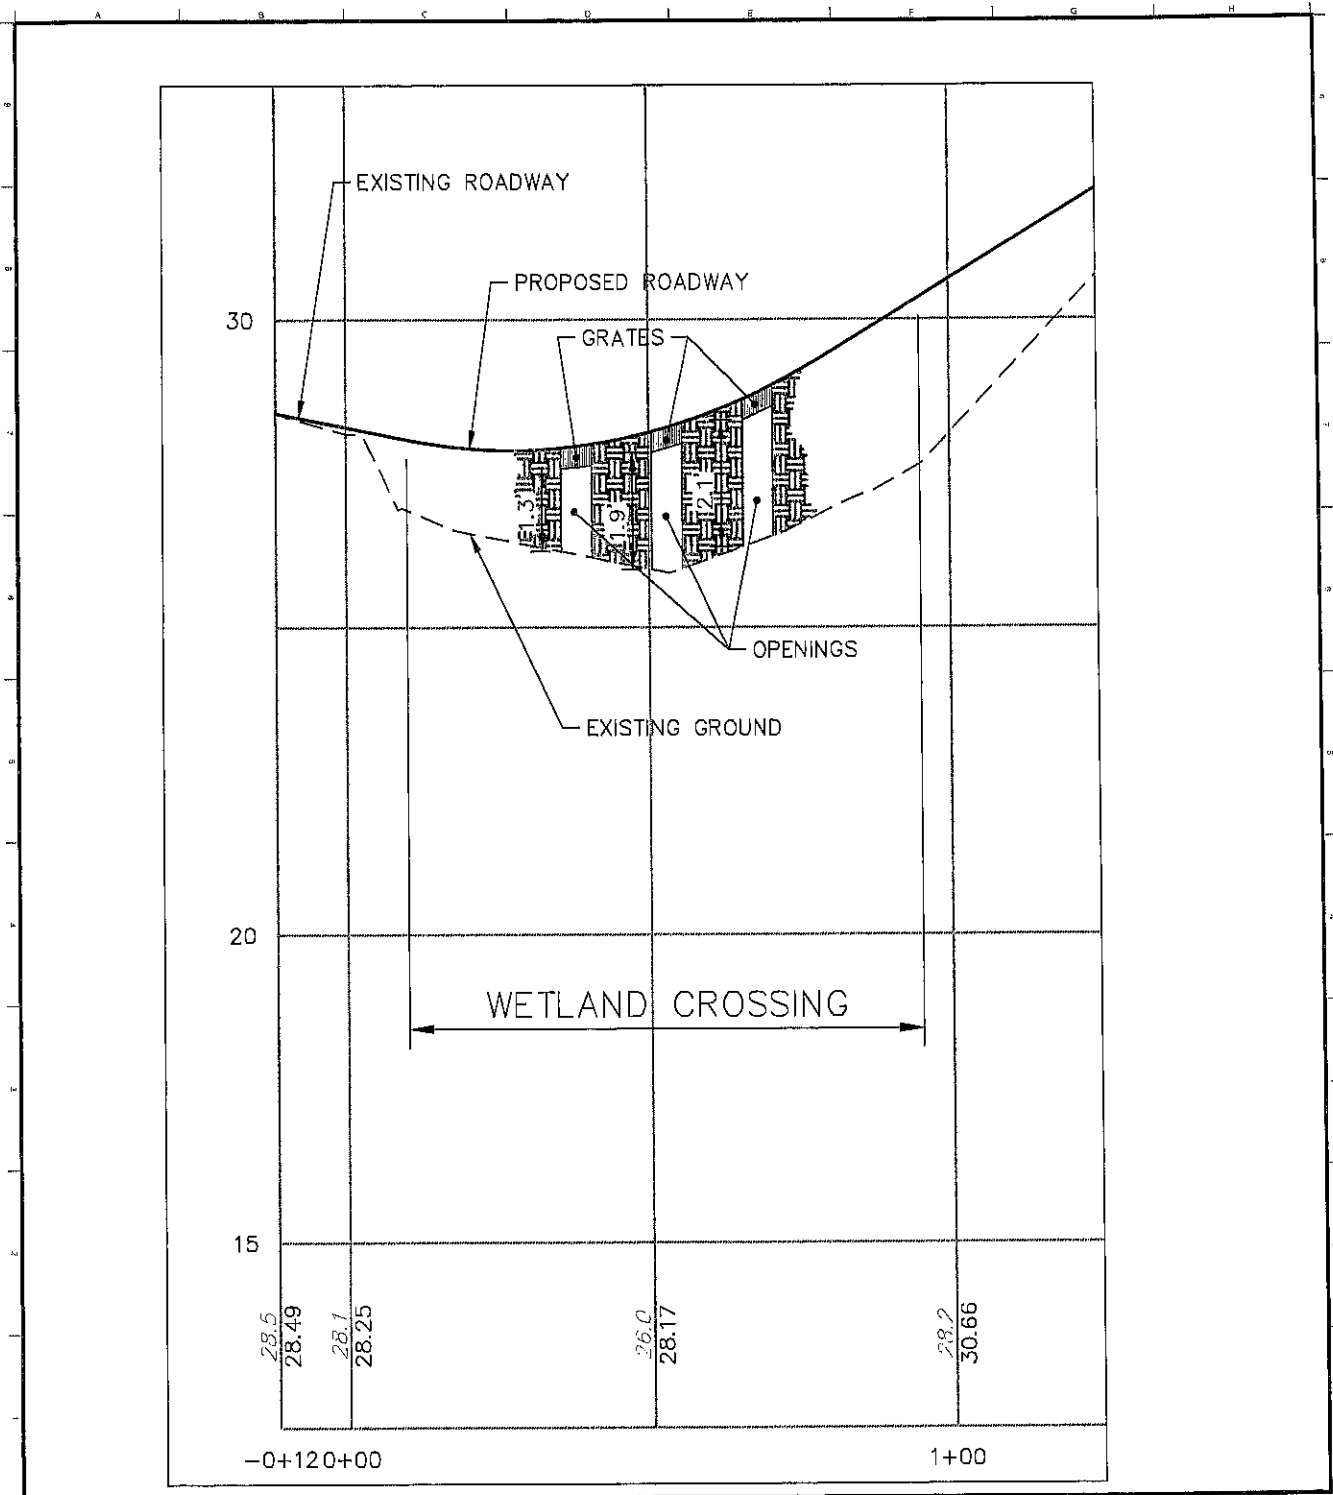 A B C D E F G H
EXISTING ROADWAY
PROPOSED ROADWAY
30
GRATES
1.3'
1.9'
2.1'
OPENINGS
EXISTING GROUND
20
WETLAND CROSSING
15
28.5
28.49
28.1
28.25
26.0
28.17
28.2
30.66
-0+12 0+00
1+00